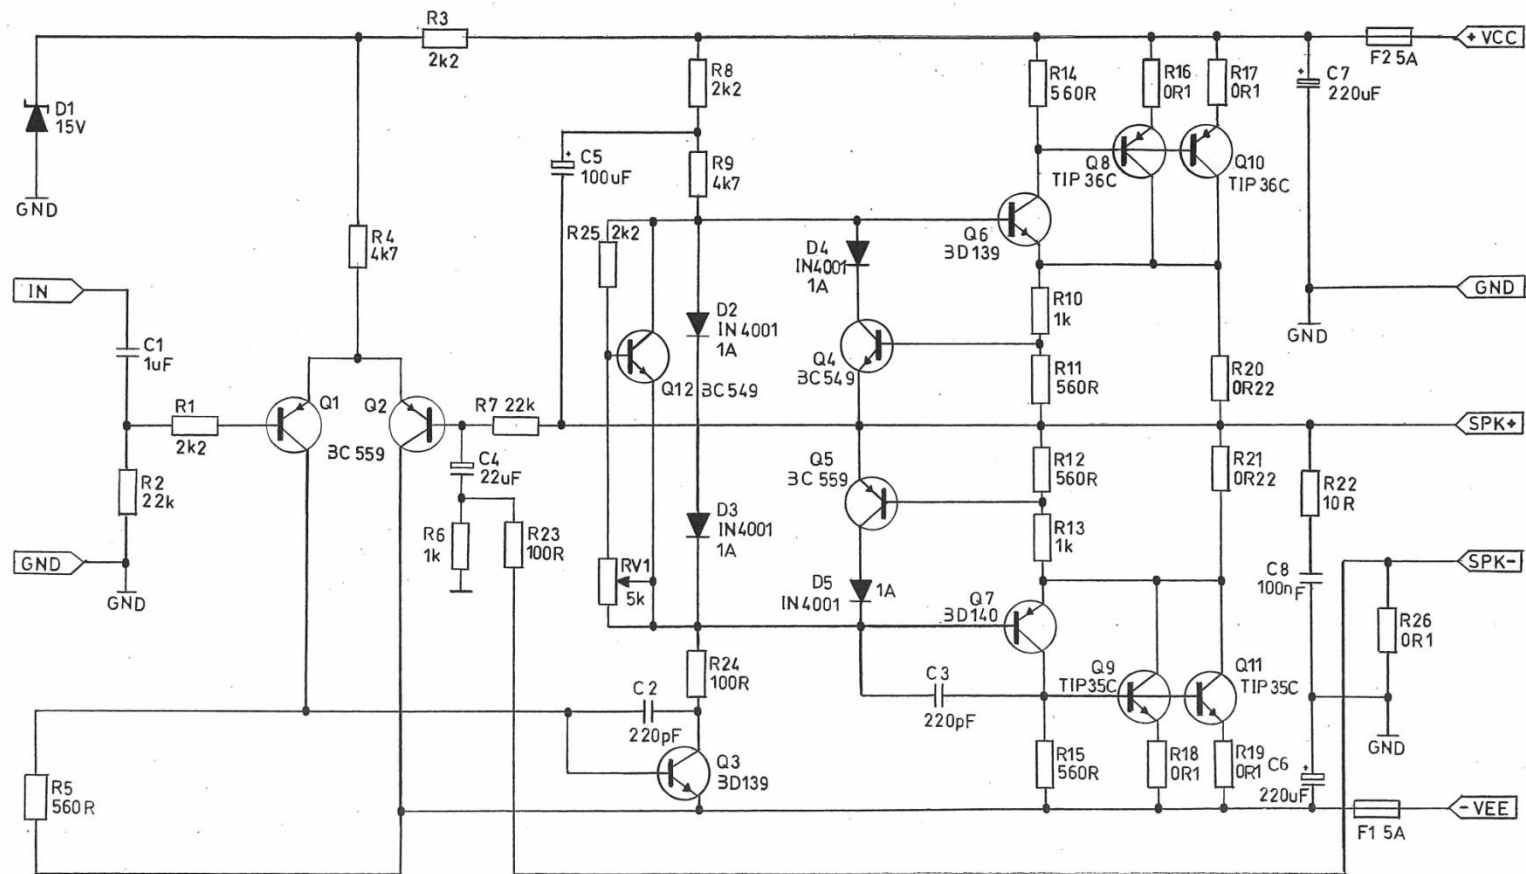 R3
2k2
+ VCC
F2 5A
R8
2k2
R14
560R
R16
0R1
R17
0R1
C7
220uF
+
D1
15V
GND
C5
100uF
+
R9
4k7
Q8
TIP 36C
Q10
TIP 36C
R4
4k7
R25
2k2
Q6
BD139
D4
IN4001
1A
IN
GND
GND
R10
1k
D2
IN 4001
1A
C1
1uF
Q12
BC549
Q4
BC549
R11
560R
R20
0R22
R1
2k2
Q1
Q2
BC 559
R7 22k
SPK+
C4
22uF
Q5
BC 559
R12
560R
R21
0R22
R2
22k
R22
10R
R6
1k
R23
100R
D3
IN4001
1A
R13
1k
GND
GND
RV1
5k
D5
IN4001
1A
Q7
BD140
C8
100nF
SPK-
R26
0R1
R24
100R
C3
220pF
Q9
TIP35C
Q11
TIP35C
C2
220pF
GND
Q3
BD139
R15
560R
R18
0R1
R19
0R1
C6
220uF
+
R5
560R
-VEE
F1 5A